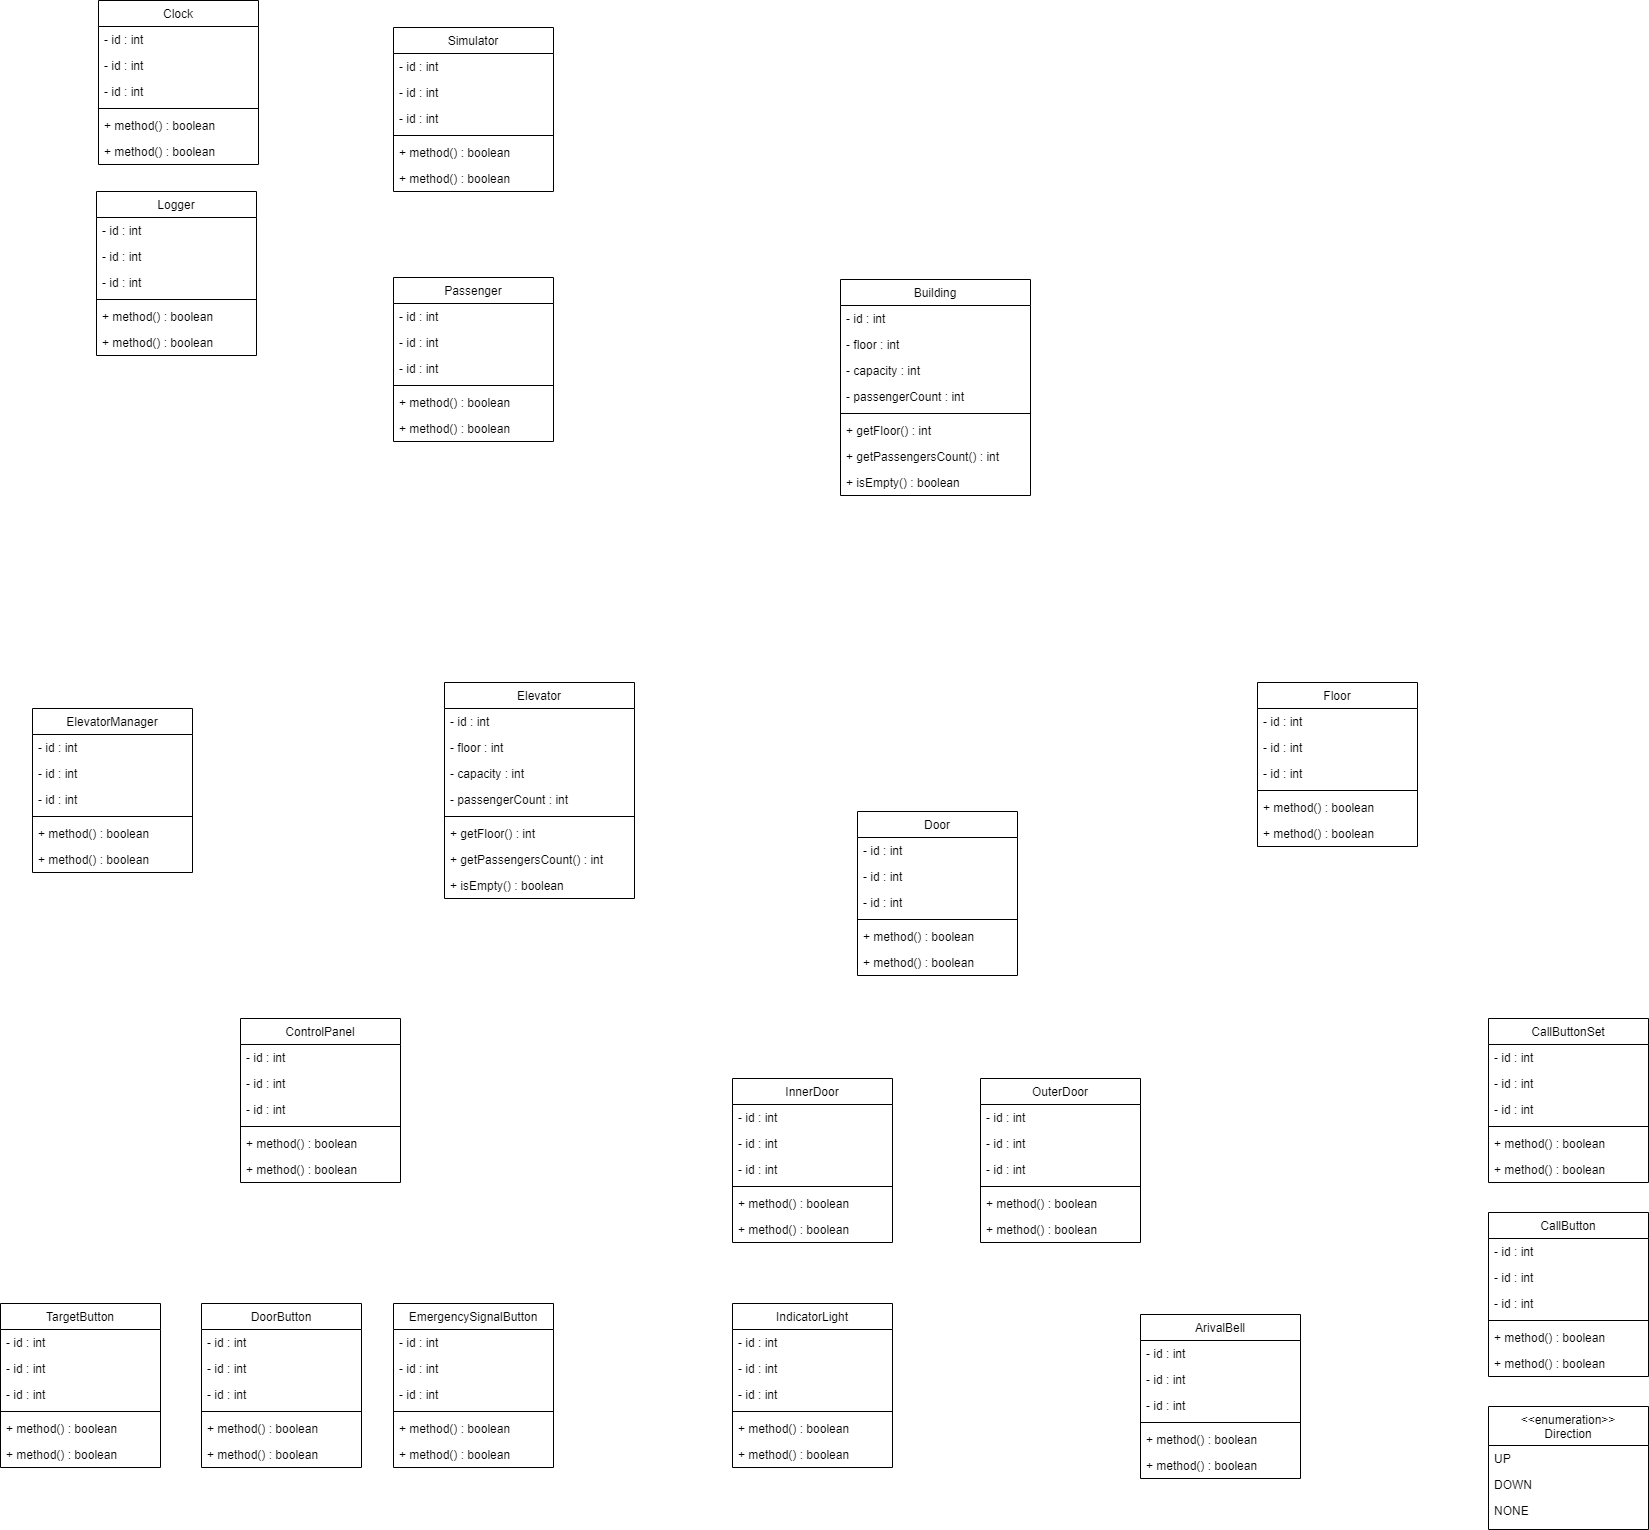 Clock
- id : int
- id : int
- id : int
+ method() : boolean
+ method() : boolean
Simulator
- id : int
- id : int
- id : int
+ method() : boolean
+ method() : boolean
Logger
- id : int
- id : int
- id : int
+ method() : boolean
+ method() : boolean
Passenger
- id : int
- id : int
- id : int
+ method() : boolean
+ method() : boolean
Building
- id : int
- floor : int
- capacity : int
- passengerCount : int
+ getFloor() : int
+ getPassengersCount() : int
+ isEmpty() : boolean
ElevatorManager
- id : int
- id : int
- id : int
+ method() : boolean
+ method() : boolean
Elevator
- id : int
- floor : int
- capacity : int
- passengerCount : int
+ getFloor() : int
+ getPassengersCount() : int
+ isEmpty() : boolean
Door
- id : int
- id : int
- id : int
+ method() : boolean
+ method() : boolean
Floor
- id : int
- id : int
- id : int
+ method() : boolean
+ method() : boolean
ControlPanel
- id : int
- id : int
- id : int
+ method() : boolean
+ method() : boolean
InnerDoor
- id : int
- id : int
- id : int
+ method() : boolean
+ method() : boolean
OuterDoor
- id : int
- id : int
- id : int
+ method() : boolean
+ method() : boolean
CallButtonSet
- id : int
- id : int
- id : int
+ method() : boolean
+ method() : boolean
CallButton
- id : int
- id : int
- id : int
+ method() : boolean
+ method() : boolean
TargetButton
- id : int
- id : int
- id : int
+ method() : boolean
+ method() : boolean
DoorButton
- id : int
- id : int
- id : int
+ method() : boolean
+ method() : boolean
EmergencySignalButton
- id : int
- id : int
- id : int
+ method() : boolean
+ method() : boolean
IndicatorLight
- id : int
- id : int
- id : int
+ method() : boolean
+ method() : boolean
ArivalBell
- id : int
- id : int
- id : int
+ method() : boolean
+ method() : boolean
<<enumeration>>
Direction
UP
DOWN
NONE